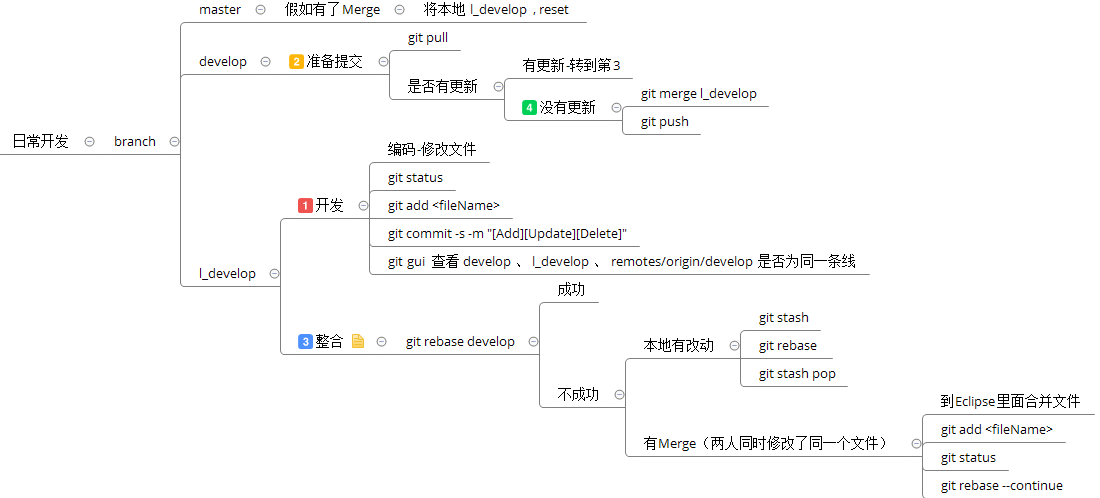 日常开发
branch
master
假如有了Merge
将本地 l_develop , reset
develop
2 准备提交
git pull
是否有更新
有更新-转到第3
4 没有更新
git merge l_develop
git push
l_develop
1 开发
编码-修改文件
git status
git add <fileName>
git commit -s -m "[Add][Update][Delete]"
git gui 查看 develop 、 l_develop 、 remotes/origin/develop 是否为同一条线
3 整合
git rebase develop
成功
不成功
本地有改动
git stash
git rebase
git stash pop
有Merge（两人同时修改了同一个文件）
到Eclipse里面合并文件
git add <fileName>
git status
git rebase --continue